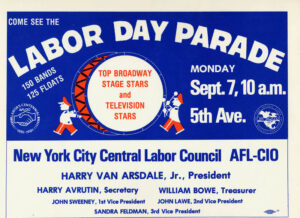 COME SEE THE
LABOR DAY PARADE
150 BANDS
125 FLOATS
TOP BROADWAY
STAGE STARS
and
TELEVISION
STARS
MONDAY
Sept. 7, 10 a.m.
5th Ave.
New York City Central Labor Council AFL-CIO
HARRY VAN ARSDALE, Jr., President
HARRY AVRUTIN, Secretary WILLIAM BOWE, Treasurer
JOHN SWEENEY, 1st Vice President JOHN LAWE, 2nd Vice President
SANDRA FELDMAN, 3rd Vice President